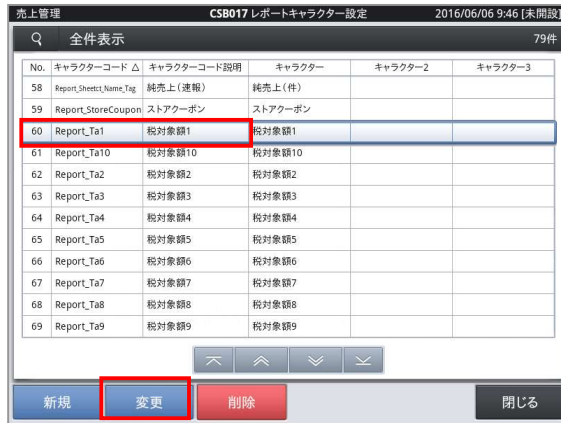 売上管理 CSB017 レポートキャラクター設定 2016/06/06 9:46 [未開設]
全件表示 79件
No. キャラクターコード △ キャラクターコード説明 キャラクター キャラクター2 キャラクター3
58 Report_Sheetct_Name_Tag 純売上(速報) 純売上(件)
59 Report_StoreCoupon ストアクーポン ストアクーポン
60 Report_Ta1 税対象額1 税対象額1
61 Report_Ta10 税対象額10 税対象額10
62 Report_Ta2 税対象額2 税対象額2
63 Report_Ta3 税対象額3 税対象額3
64 Report_Ta4 税対象額4 税対象額4
65 Report_Ta5 税対象額5 税対象額5
66 Report_Ta6 税対象額6 税対象額6
67 Report_Ta7 税対象額7 税対象額7
68 Report_Ta8 税対象額8 税対象額8
69 Report_Ta9 税対象額9 税対象額9
新規 変更 削除 閉じる